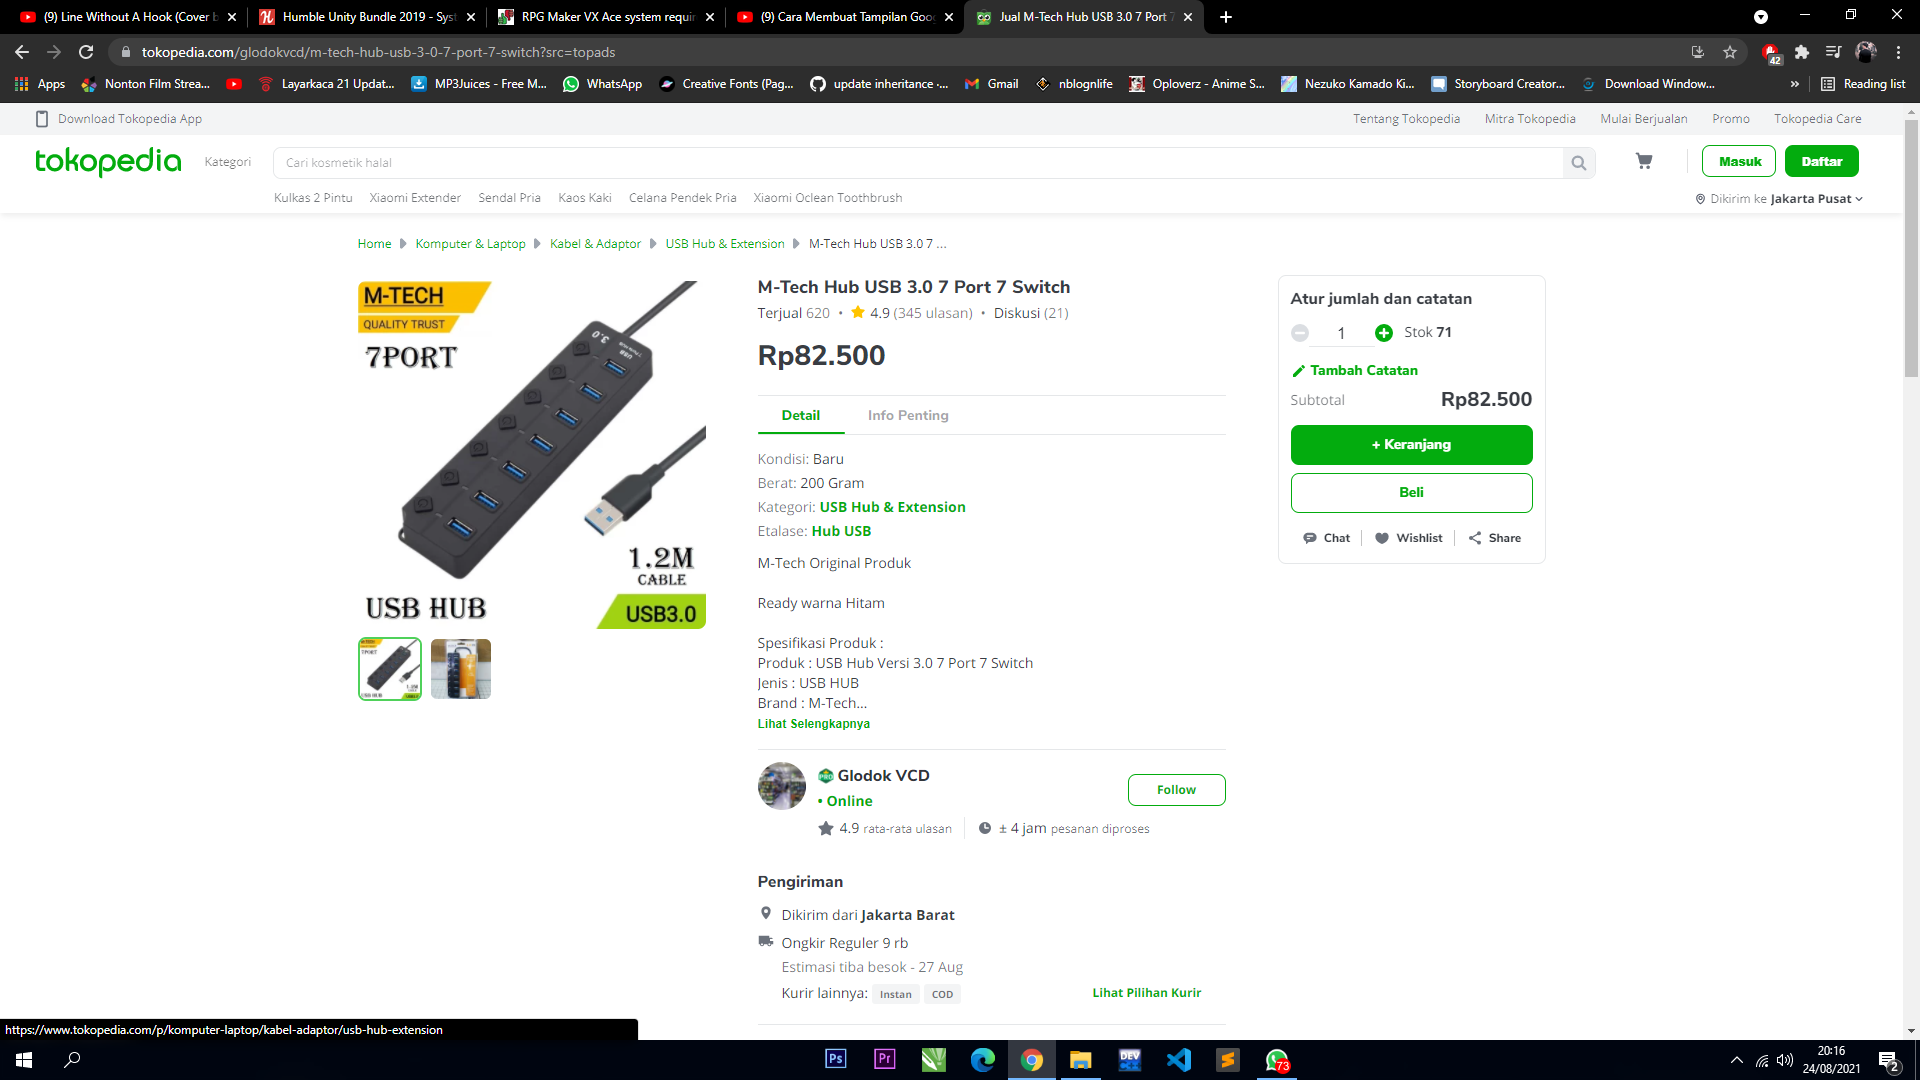 (9) Line Without A Hook (Cover b
Humble Unity Bundle 2019 - Syst
RPG Maker VX Ace system requir
(9) Cara Membuat Tampilan Goog
Jual M-Tech Hub USB 3.0 7 Port 7
tokopedia.com/glodokvcd/m-tech-hub-usb-3-0-7-port-7-switch?src=topads
42
Apps
Nonton Film Strea...
Layarkaca 21 Updat...
MP3Juices - Free M...
WhatsApp
Creative Fonts (Pag...
update inheritance ·...
Gmail
nblognlife
Oploverz - Anime S...
Nezuko Kamado Ki...
Storyboard Creator...
Download Window...
»
Reading list
Download Tokopedia App
Tentang Tokopedia
Mitra Tokopedia
Mulai Berjualan
Promo
Tokopedia Care
tokopedia
Kategori
Cari kosmetik halal
Masuk
Daftar
Kulkas 2 Pintu
Xiaomi Extender
Sendal Pria
Kaos Kaki
Celana Pendek Pria
Xiaomi Oclean Toothbrush
Dikirim ke Jakarta Pusat
Home
Komputer & Laptop
Kabel & Adaptor
USB Hub & Extension
M-Tech Hub USB 3.0 7 ...
M-TECH
QUALITY TRUST
7PORT
USB
3.0
1.2M
CABLE
USB HUB
USB3.0
M-Tech Hub USB 3.0 7 Port 7 Switch
Terjual 620 • 4.9 (345 ulasan) • Diskusi (21)
Rp82.500
Detail
Info Penting
Kondisi: Baru
Berat: 200 Gram
Kategori: USB Hub & Extension
Etalase: Hub USB
M-Tech Original Produk
Ready warna Hitam
Spesifikasi Produk :
Produk : USB Hub Versi 3.0 7 Port 7 Switch
Jenis : USB HUB
Brand : M-Tech...
Lihat Selengkapnya
PRO
Glodok VCD
• Online
Follow
4.9 rata-rata ulasan
± 4 jam pesanan diproses
Pengiriman
Dikirim dari Jakarta Barat
Ongkir Reguler 9 rb
Estimasi tiba besok - 27 Aug
Kurir lainnya: Instan COD
Lihat Pilihan Kurir
Atur jumlah dan catatan
1
Stok 71
Tambah Catatan
Subtotal
Rp82.500
+ Keranjang
Beli
Chat
Wishlist
Share
https://www.tokopedia.com/p/komputer-laptop/kabel-adaptor/usb-hub-extension
Ps
Pr
DEV
73
20:16
24/08/2021
2